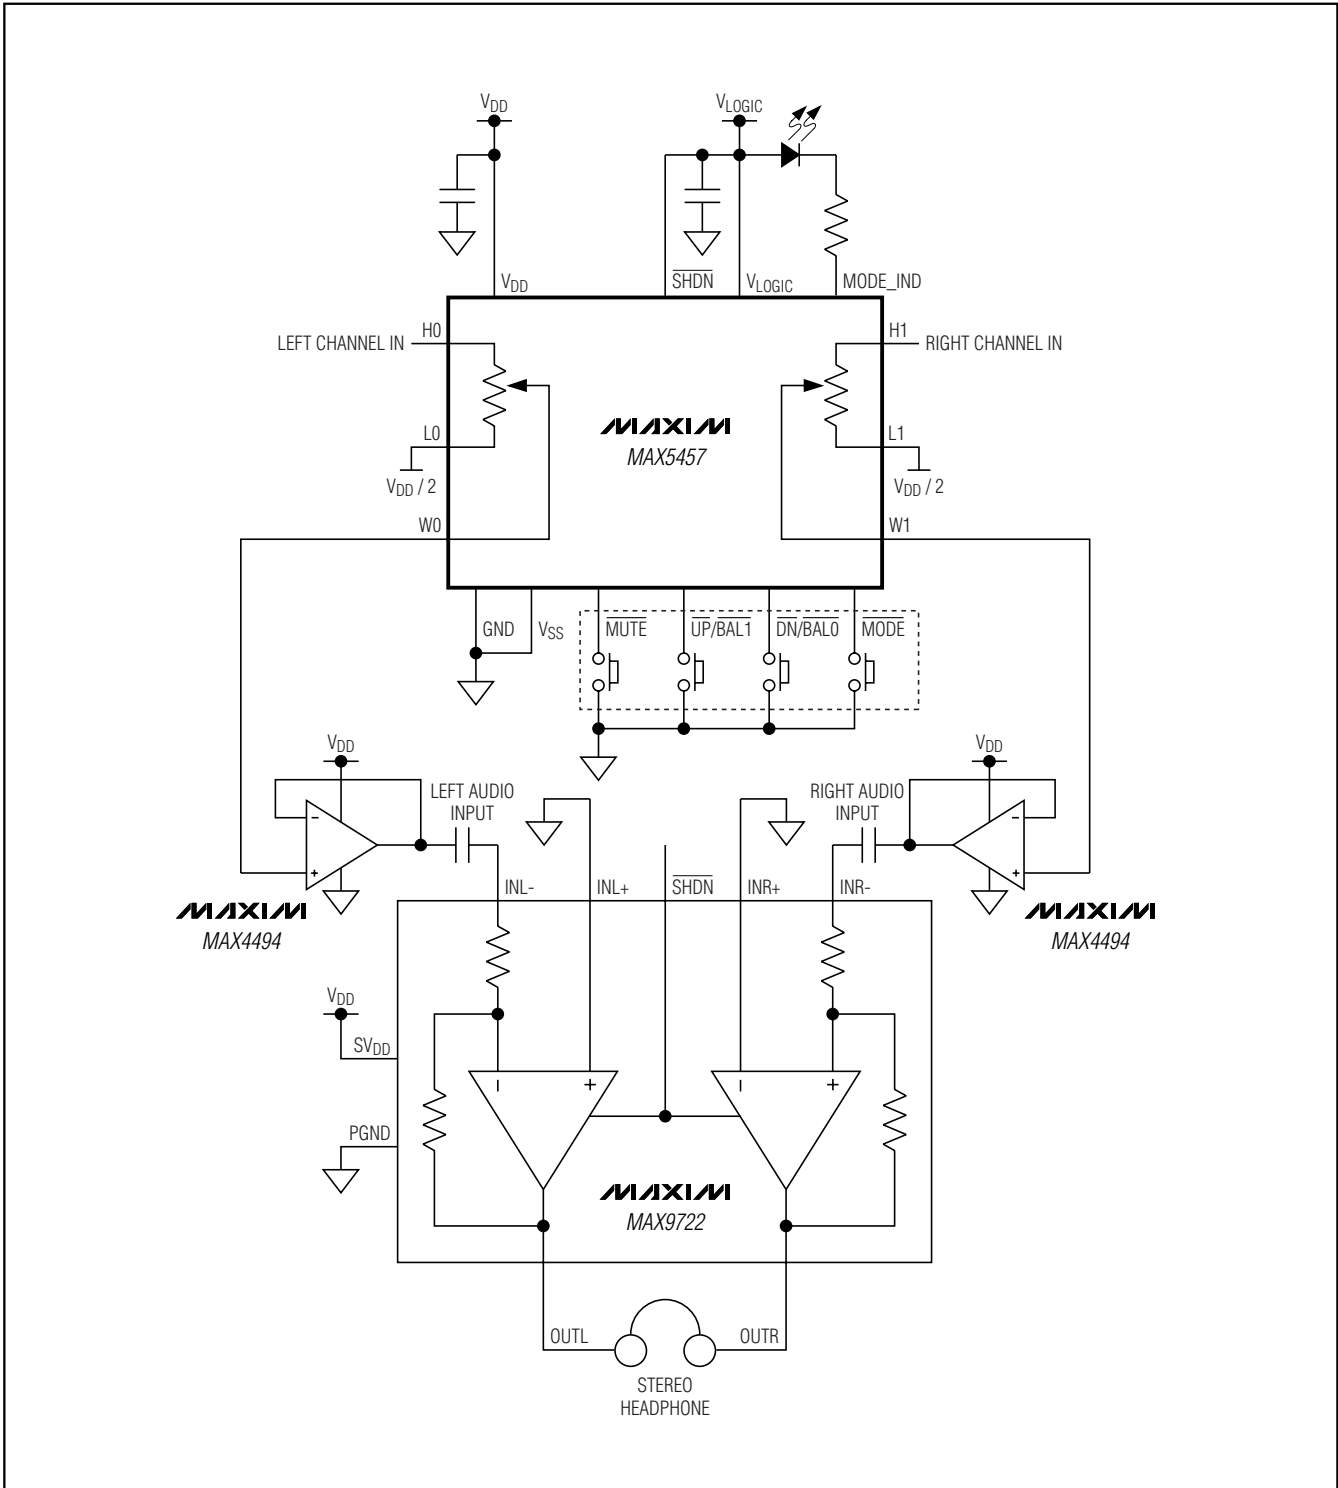 VDD
VLOGIC
VDD
SHDN
VLOGIC
MODE_IND
LEFT CHANNEL IN
H0
H1
RIGHT CHANNEL IN
MAXIM
MAX5457
L0
L1
VDD / 2
VDD / 2
W0
W1
GND
VSS
MUTE
UP/BAL1
DN/BAL0
MODE
VDD
LEFT AUDIO
INPUT
RIGHT AUDIO
INPUT
VDD
−
+
−
+
INL-
INL+
SHDN
INR+
INR-
MAXIM
MAX4494
MAXIM
MAX4494
VDD
SVDD
−
+
−
+
PGND
MAXIM
MAX9722
OUTL
OUTR
STEREO
HEADPHONE